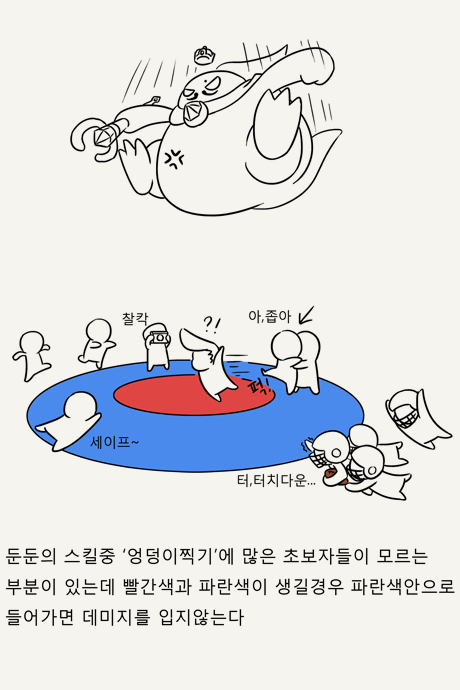 찰칵
?!
아,좁아
퍽!
세이프~
터,터치다운...
둔둔의 스킬중 '엉덩이찍기'에 많은 초보자들이 모르는
부분이 있는데 빨간색과 파란색이 생길경우 파란색안으로
들어가면 데미지를 입지않는다